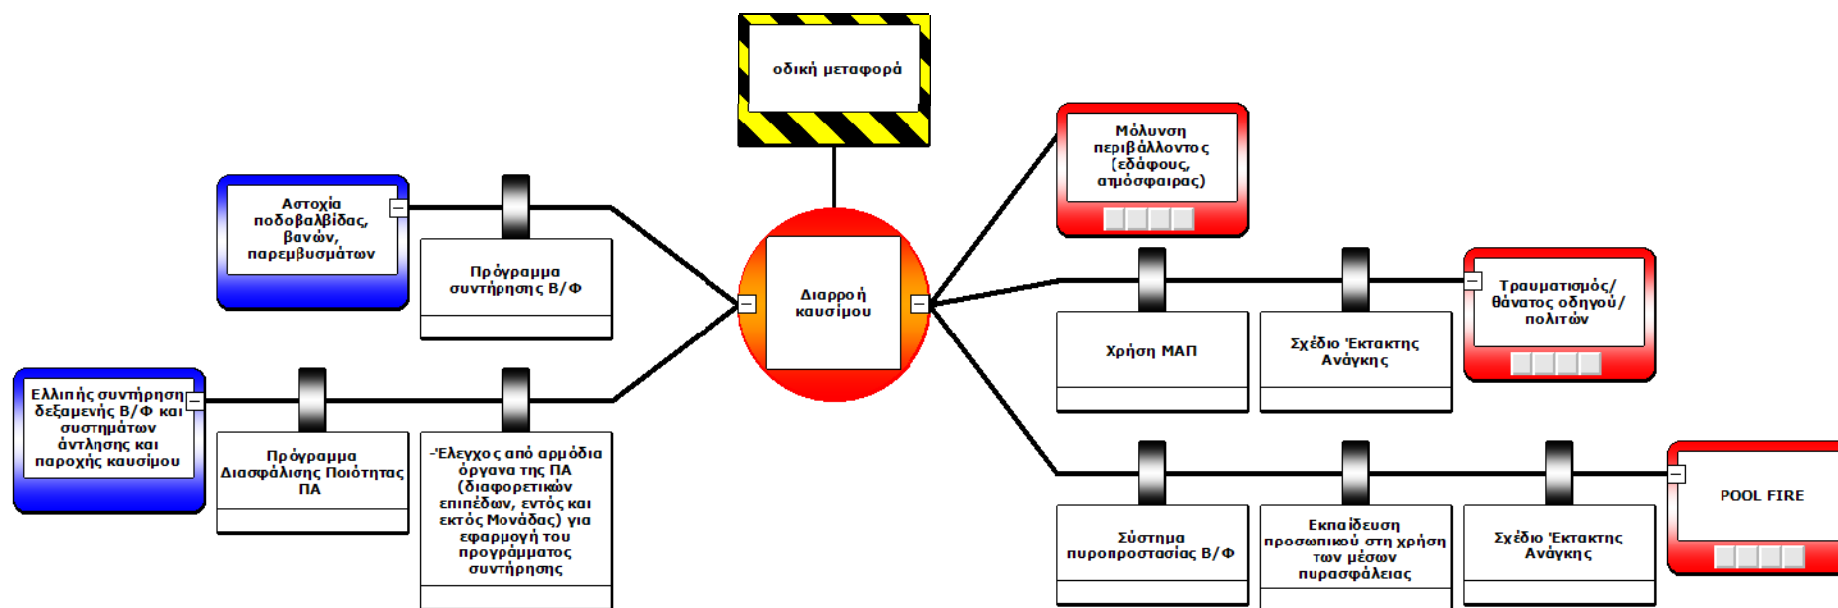 οδική μεταφορά
Μόλυνση
περιβάλλοντος
(εδάφους,
ατμόσφαιρας)
Αστοχία
ποδοβαλβίδας,
βανών,
παρεμβυσμάτων
Πρόγραμμα
συντήρησης Β/Φ
Διαρροή
καυσίμου
Χρήση ΜΑΠ
Σχέδιο Έκτακτης
Ανάγκης
Τραυματισμός/
θάνατος οδηγού/
πολιτών
Ελλιπής συντήρηση
δεξαμενής Β/Φ και
συστημάτων
άντλησης και
παροχής καυσίμου
Πρόγραμμα
Διασφάλισης Ποιότητας
ΠΑ
-Έλεγχος από αρμόδια
όργανα της ΠΑ
(διαφορετικών
επιπέδων, εντός και
εκτός Μονάδας) για
εφαρμογή του
προγράμματος
συντήρησης
Σύστημα
πυροπροστασίας Β/Φ
Εκπαίδευση
προσωπικού στη χρήση
των μέσων
πυρασφάλειας
Σχέδιο Έκτακτης
Ανάγκης
POOL FIRE